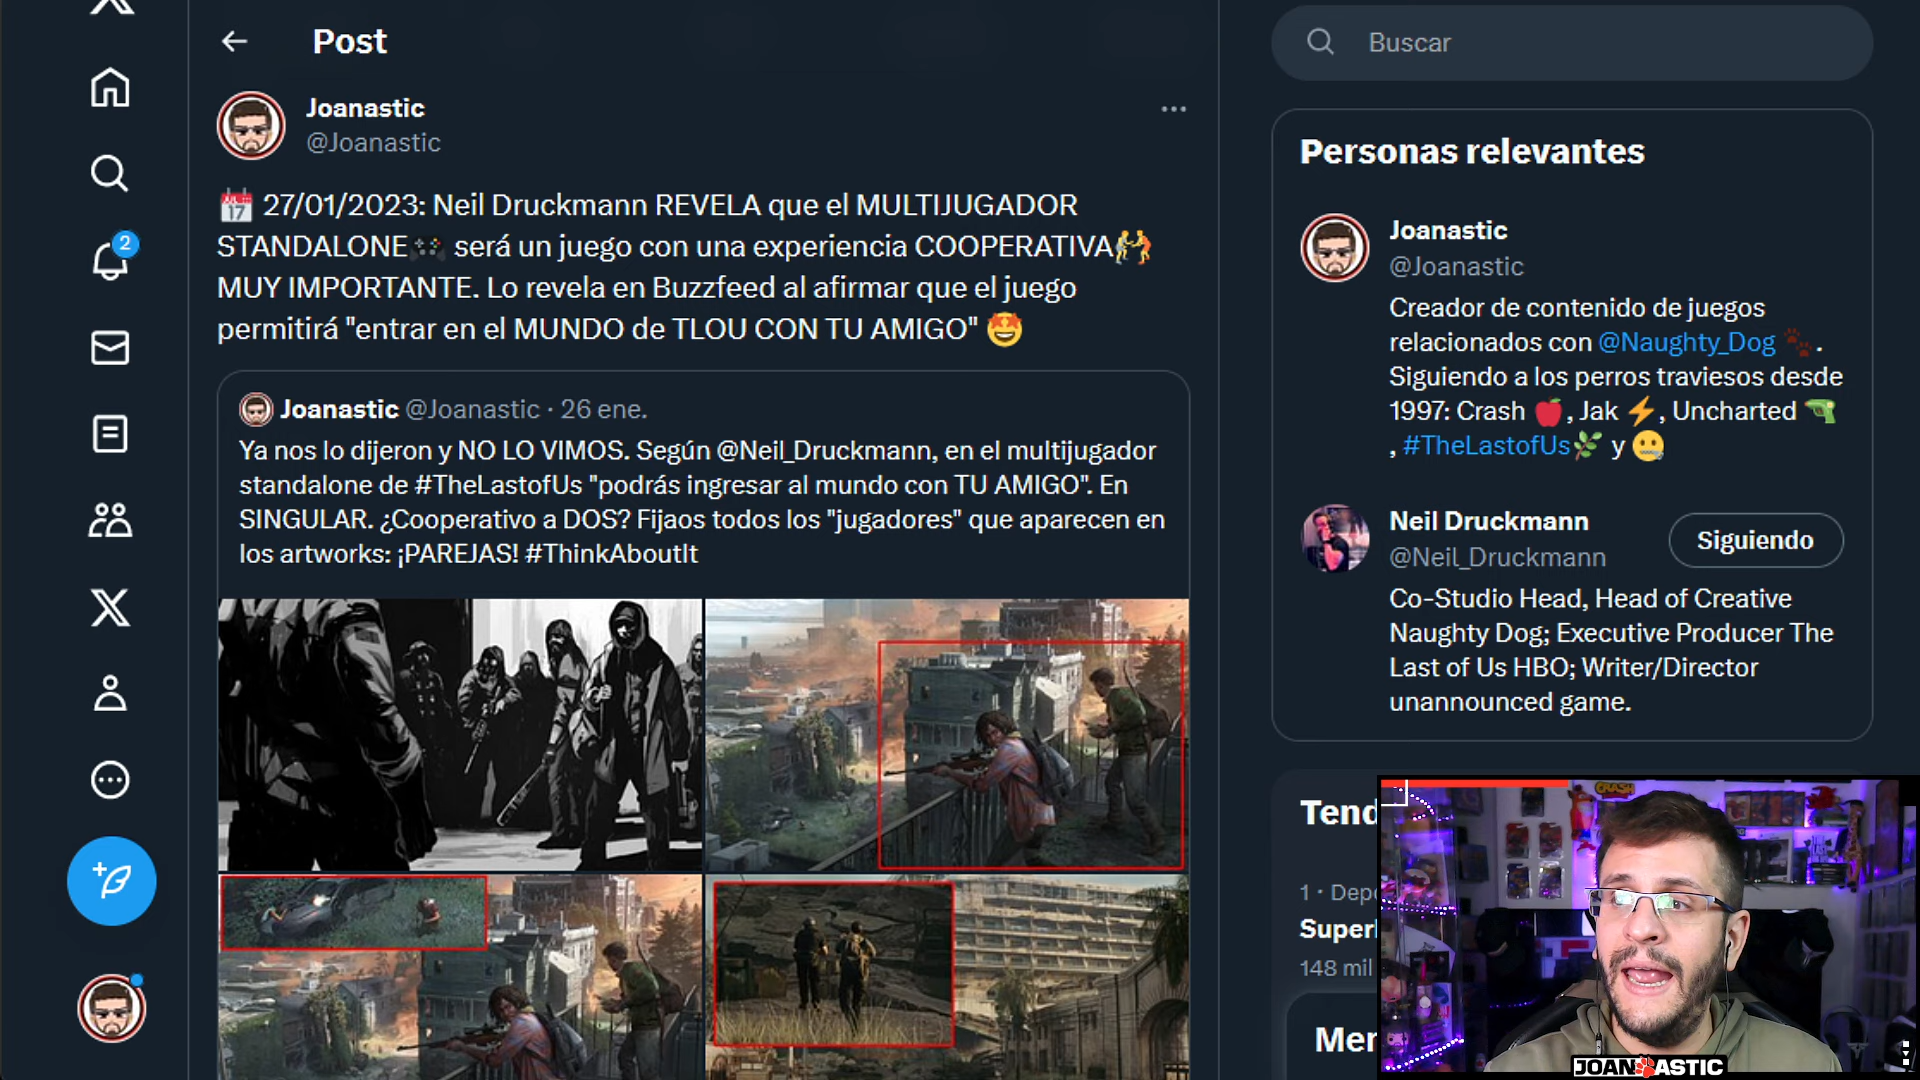 Post
Buscar
Joanastic
@Joanastic
27/01/2023: Neil Druckmann REVELA que el MULTIJUGADOR
STANDALONE🎮 será un juego con una experiencia COOPERATIVA🤼
MUY IMPORTANTE. Lo revela en Buzzfeed al afirmar que el juego
permitirá "entrar en el MUNDO de TLOU CON TU AMIGO" 🤩
Joanastic @Joanastic · 26 ene.
Ya nos lo dijeron y NO LO VIMOS. Según @Neil_Druckmann, en el multijugador
standalone de #TheLastofUs "podrás ingresar al mundo con TU AMIGO". En
SINGULAR. ¿Cooperativo a DOS? Fijaos todos los "jugadores" que aparecen en
los artworks: ¡PAREJAS! #ThinkAboutIt
2
Personas relevantes
Joanastic
@Joanastic
Creador de contenido de juegos
relacionados con @Naughty_Dog 🐾.
Siguiendo a los perros traviesos desde
1997: Crash 🍎, Jak ⚡, Uncharted 🔫
, #TheLastofUs🌿 y 🤐
Neil Druckmann
@Neil_Druckmann
Siguiendo
Co-Studio Head, Head of Creative
Naughty Dog; Executive Producer The
Last of Us HBO; Writer/Director
unannounced game.
Tend
1 · Depo
Superl
148 mil
Mer
CRASH
JOANASTIC